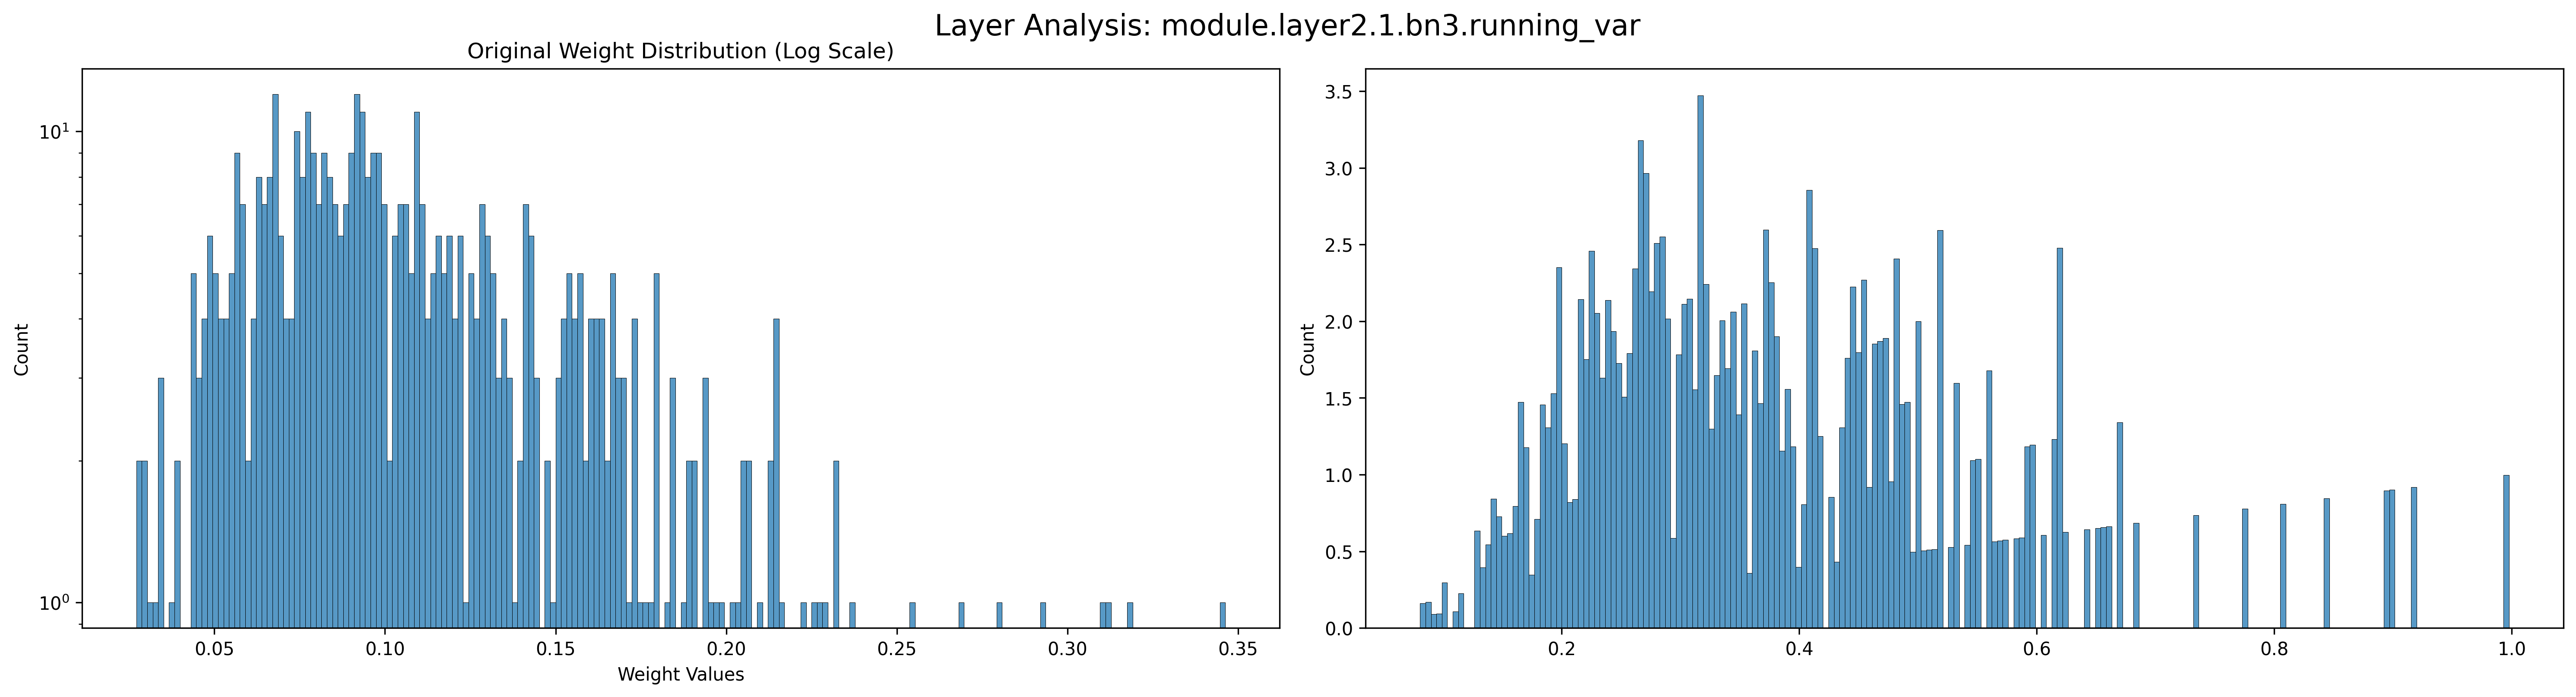 Layer Analysis: module.layer2.1.bn3.running_var
Original Weight Distribution (Log Scale)
Count
10¹
10⁰
0.05 0.10 0.15 0.20 0.25 0.30 0.35
Weight Values
Count
3.5
3.0
2.5
2.0
1.5
1.0
0.5
0.0
0.2 0.4 0.6 0.8 1.0